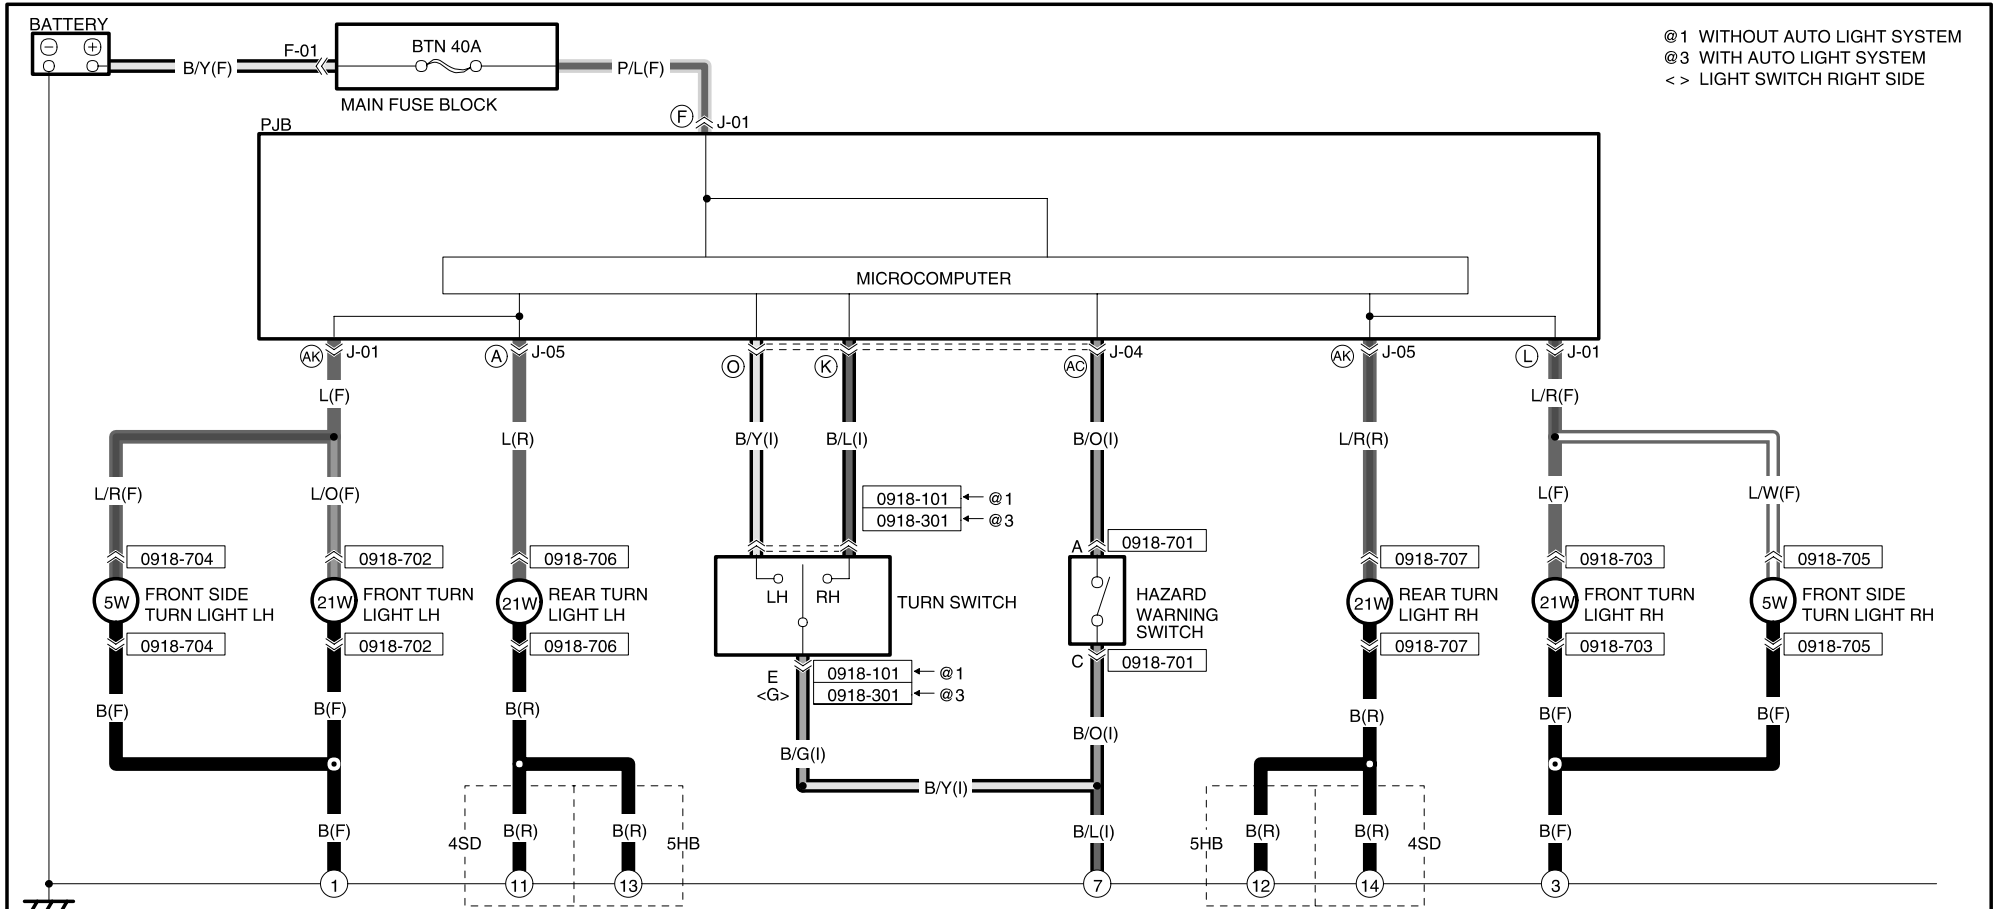 BATTERY
− +
B/Y(F)
F-01
BTN 40A
MAIN FUSE BLOCK
P/L(F)
@1 WITHOUT AUTO LIGHT SYSTEM
@3 WITH AUTO LIGHT SYSTEM
< > LIGHT SWITCH RIGHT SIDE
F J-01
PJB
MICROCOMPUTER
AK J-01
A J-05
O
K
AC J-04
AK J-05
L J-01
L(F)
L/R(F)
L(R)
B/Y(I)
B/L(I)
B/O(I)
L/R(R)
L/R(F)
L/O(F)
L(F)
L/W(F)
0918-101 @1
0918-301 @3
0918-704
0918-702
0918-706
A 0918-701
0918-707
0918-703
0918-705
5W FRONT SIDE
TURN LIGHT LH
21W FRONT TURN
LIGHT LH
21W REAR TURN
LIGHT LH
LH RH
TURN SWITCH
HAZARD
WARNING
SWITCH
21W REAR TURN
LIGHT RH
21W FRONT TURN
LIGHT RH
5W FRONT SIDE
TURN LIGHT RH
0918-704
0918-702
0918-706
E
<G>
0918-101 @1
0918-301 @3
C 0918-701
0918-707
0918-703
0918-705
B(F)
B(F)
B(R)
B/G(I)
B/O(I)
B(R)
B(F)
B(F)
B/Y(I)
B(F)
4SD
B(R)
B(R)
5HB
B/L(I)
5HB
B(R)
B(R)
4SD
B(F)
1
11
13
7
12
14
3